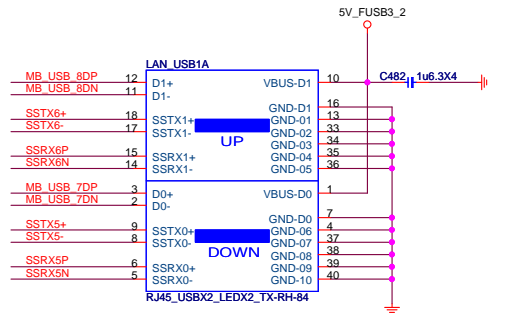 5V_FUSB3_2
LAN_USB1A
C482 1u6.3X4
MB_USB_8DP 12 D1+ VBUS-D1 10
MB_USB_8DN 11 D1-
GND-D1 16
SSTX6+ 18 SSTX1+ GND-01 13
SSTX6- 17 SSTX1- GND-02 33
UP GND-03 34
SSRX6P 15 SSRX1+ GND-04 35
SSRX6N 14 SSRX1- GND-05 36
MB_USB_7DP 3 D0+ VBUS-D0 1
MB_USB_7DN 2 D0-
GND-D0 7
SSTX5+ 9 SSTX0+ GND-06 4
SSTX5- 8 SSTX0- GND-07 37
DOWN GND-08 38
SSRX5P 6 SSRX0+ GND-09 39
SSRX5N 5 SSRX0- GND-10 40
RJ45_USBX2_LEDX2_TX-RH-84